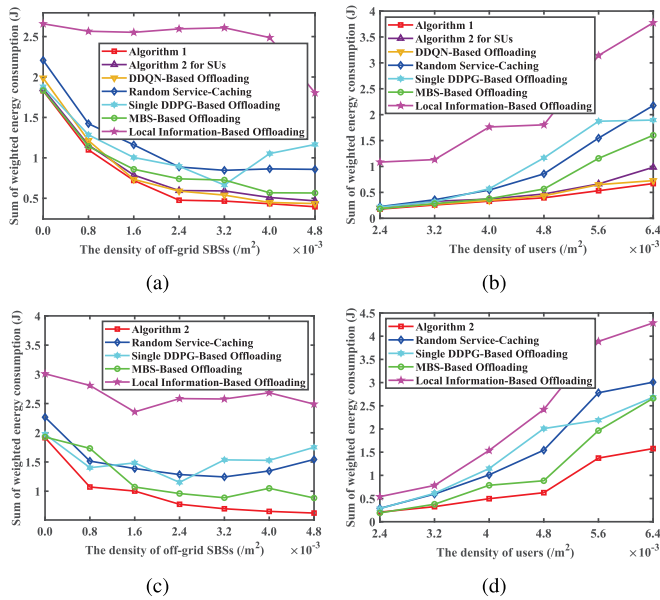 (a)
Sum of weighted energy consumption (J)
2.5
2
1.5
1
0.5
Algorithm 1
Algorithm 2 for SUs
DDQN-Based Offloading
Random Service-Caching
Single DDPG-Based Offloading
MBS-Based Offloading
Local Information-Based Offloading
0.0 0.8 1.6 2.4 3.2 4.0 4.8
The density of off-grid SBSs (/m²) ×10⁻³
(a)
(b)
Sum of weighted energy consumption (J)
4
3.5
3
2.5
2
1.5
1
0.5
0
Algorithm 1
Algorithm 2 for SUs
DDQN-Based Offloading
Random Service-Caching
Single DDPG-Based Offloading
MBS-Based Offloading
Local Information-Based Offloading
2.4 3.2 4.0 4.8 5.6 6.4
The density of users (/m²) ×10⁻³
(b)
(c)
Sum of weighted energy consumption (J)
4
3.5
3
2.5
2
1.5
1
Algorithm 2
Random Service-Caching
Single DDPG-Based Offloading
MBS-Based Offloading
Local Information-Based Offloading
0.0 0.8 1.6 2.4 3.2 4.0 4.8
The density of off-grid SBSs (/m²) ×10⁻³
(c)
(d)
Sum of weighted energy consumption (J)
4.5
4
3.5
3
2.5
2
1.5
1
0.5
0
Algorithm 2
Random Service-Caching
Single DDPG-Based Offloading
MBS-Based Offloading
Local Information-Based Offloading
2.4 3.2 4.0 4.8 5.6 6.4
The density of users (/m²) ×10⁻³
(d)